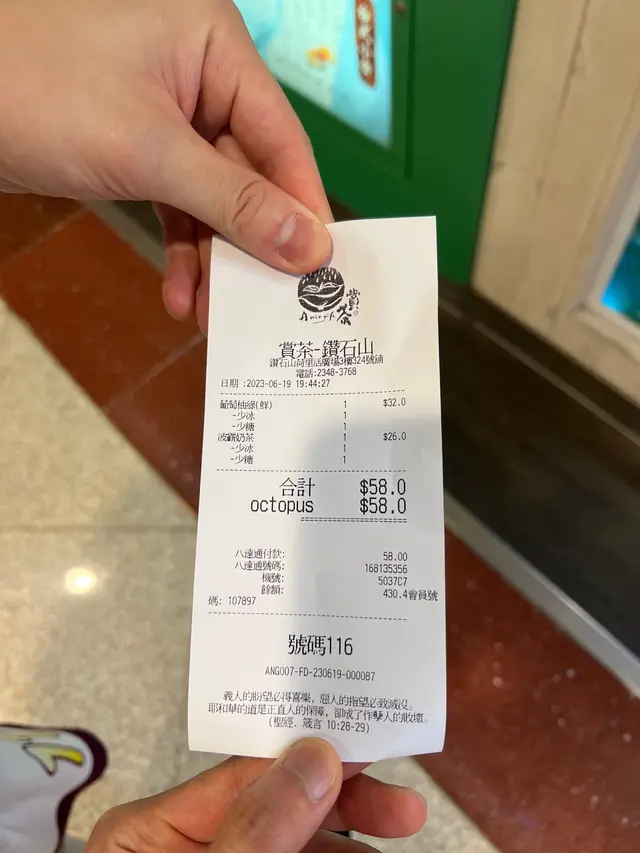 賞茶
賞茶-鑽石山
鑽石山荷里活廣場3樓324號鋪
電話:2348-3768
日期 :2023-06-19 19:44:27
葡萄柚綠(鮮) 1 $32.0
-少冰 1
-少糖 1
波霸奶茶 1 $26.0
-少冰 1
-少糖 1
合計 $58.0
octopus $58.0
八達通付款: 58.00
八達通號碼: 168135356
機號: 5037C7
餘額: 430.4會員號
碼: 107897
號碼116
ANG007-FD-230619-000087
義人的盼望必得喜樂，惡人的指望必致滅沒。
耶和華的道是正直人的保障，卻成了作孽人的敗壞。
(聖經．箴言 10:28-29)